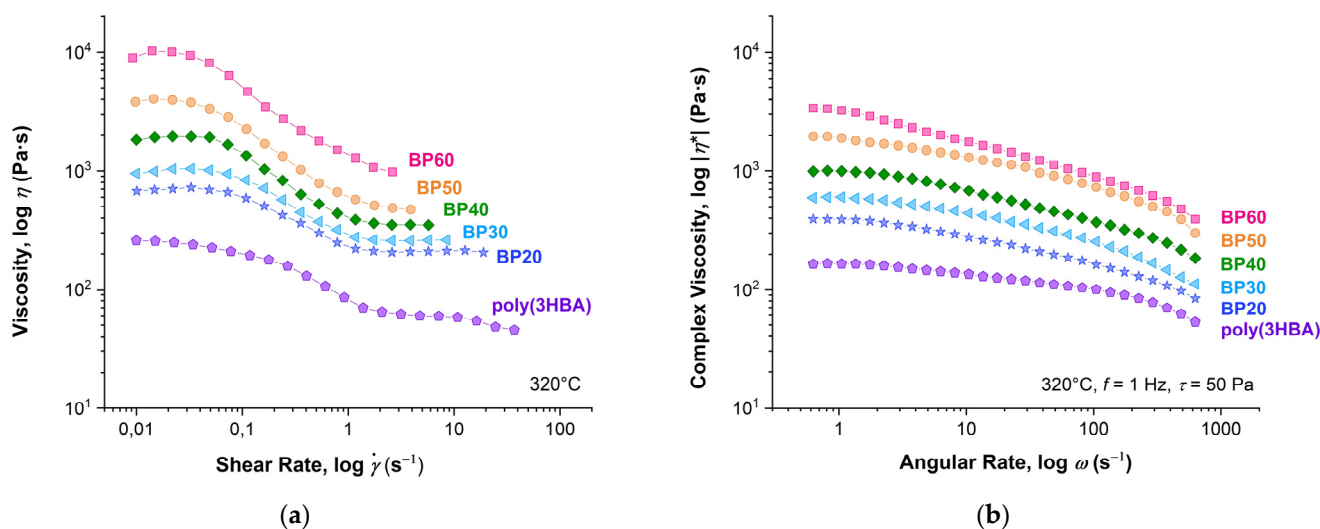 10⁴
10³
10²
10¹
Viscosity, log η (Pa·s)
BP60
BP50
BP40
BP30
BP20
poly(3HBA)
320°C
0,01 0,1 1 10 100
Shear Rate, log γ̇ (s⁻¹)
(a)
10⁴
10³
10²
10¹
Complex Viscosity, log |η*| (Pa·s)
BP60
BP50
BP40
BP30
BP20
poly(3HBA)
320°C, f = 1 Hz, τ = 50 Pa
1 10 100 1000
Angular Rate, log ω (s⁻¹)
(b)